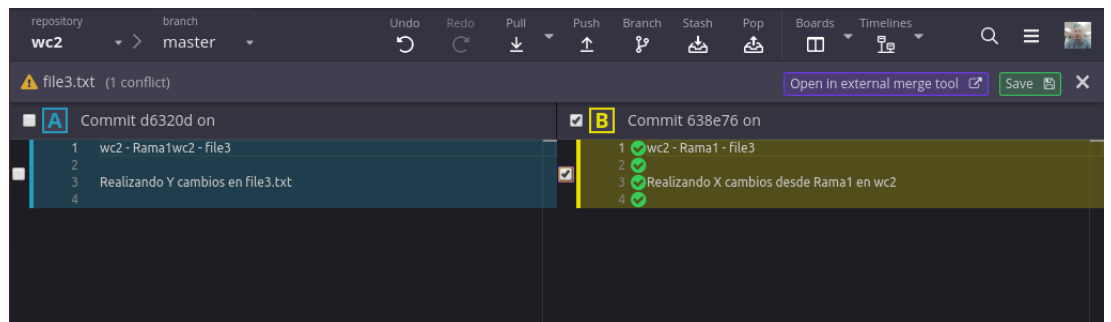 repository branch Undo Redo Pull Push Branch Stash Pop Boards Timelines
wc2 master
file3.txt (1 conflict) Open in external merge tool Save
A Commit d6320d on
1 wc2 - Rama1wc2 - file3
2
3 Realizando Y cambios en file3.txt
4
B Commit 638e76 on
1 wc2 - Rama1 - file3
2
3 Realizando X cambios desde Rama1 en wc2
4